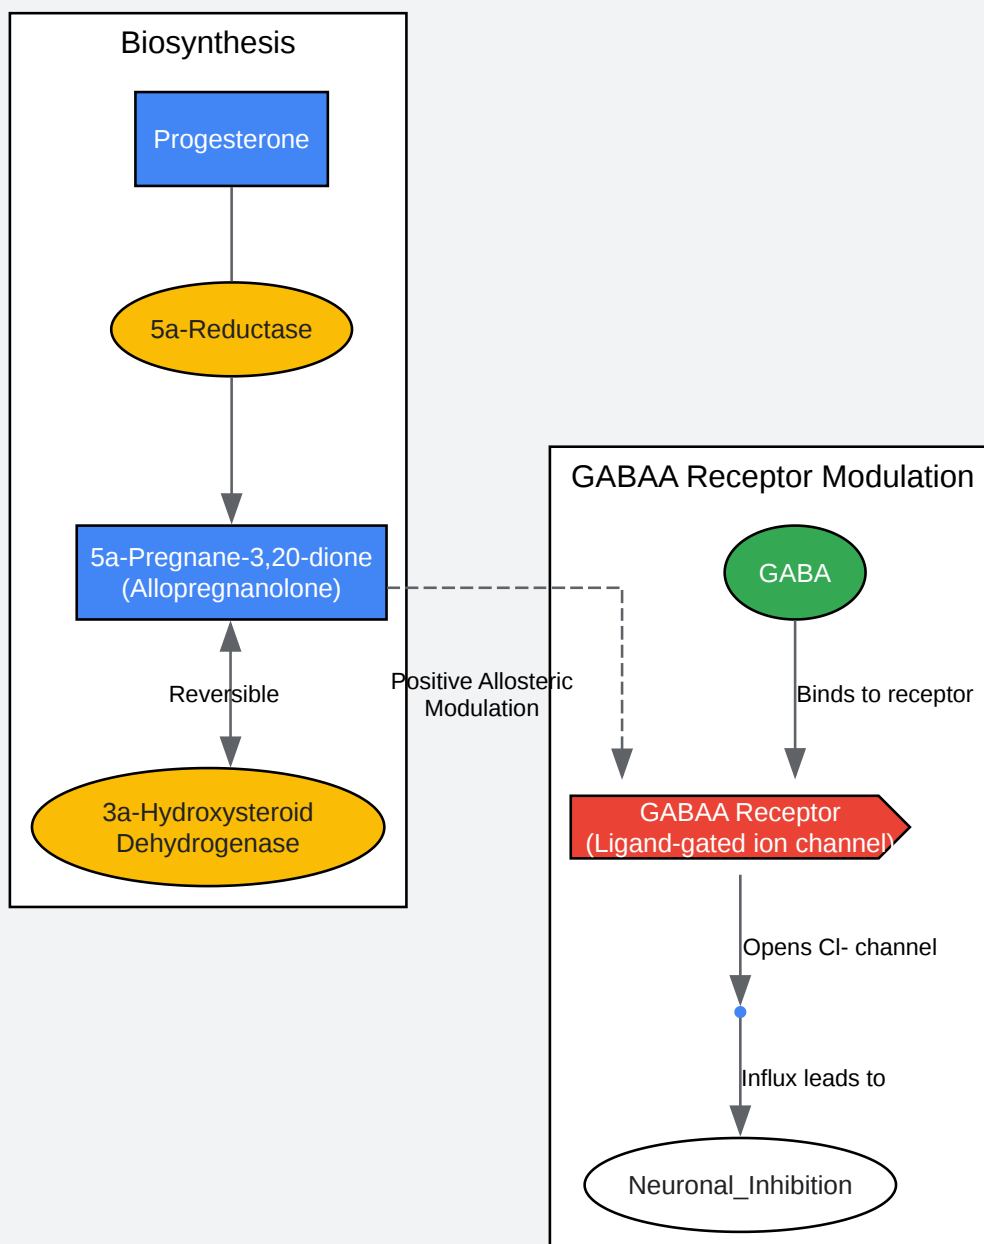 Biosynthesis
Progesterone
5a-Reductase
5a-Pregnane-3,20-dione
(Allopregnanolone)
Reversible
3a-Hydroxysteroid
Dehydrogenase
Positive Allosteric
Modulation
GABAA Receptor Modulation
GABA
Binds to receptor
GABAA Receptor
(Ligand-gated ion channel)
Opens Cl- channel
Influx leads to
Neuronal_Inhibition